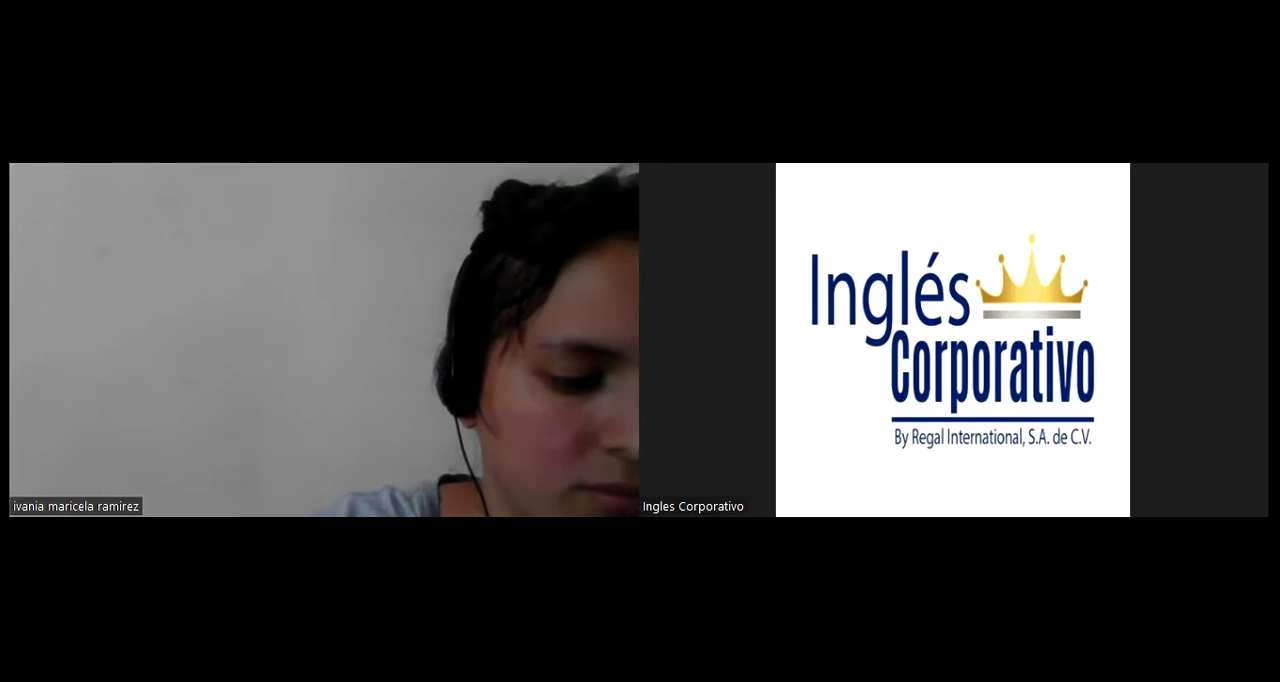 Inglés
Corporativo
By Regal International, S.A. de C.V.
ivania maricela ramirez
Ingles Corporativo